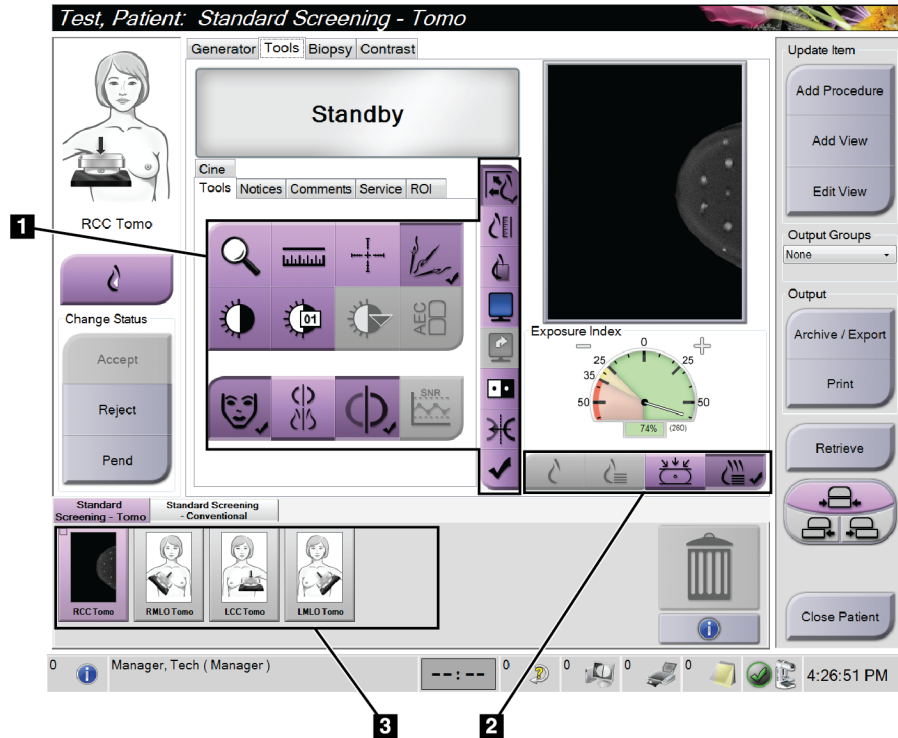 Test, Patient: Standard Screening - Tomo
Generator Tools Biopsy Contrast
Update Item
Add Procedure
Add View
Edit View
Standby
Cine
Tools Notices Comments Service ROI
RCC Tomo
1
01
AEC
SNR
Change Status
Accept
Reject
Pend
Exposure Index
0
25 25
35
50 50
74% (260)
Output Groups
None
Output
Archive / Export
Print
Retrieve
Close Patient
Standard
Screening - Tomo
Standard Screening
- Conventional
RCC Tomo RMLO Tomo LCC Tomo LMLO Tomo
0 Manager, Tech ( Manager ) --:-- 0 0 0 0 4:26:51 PM
3 2